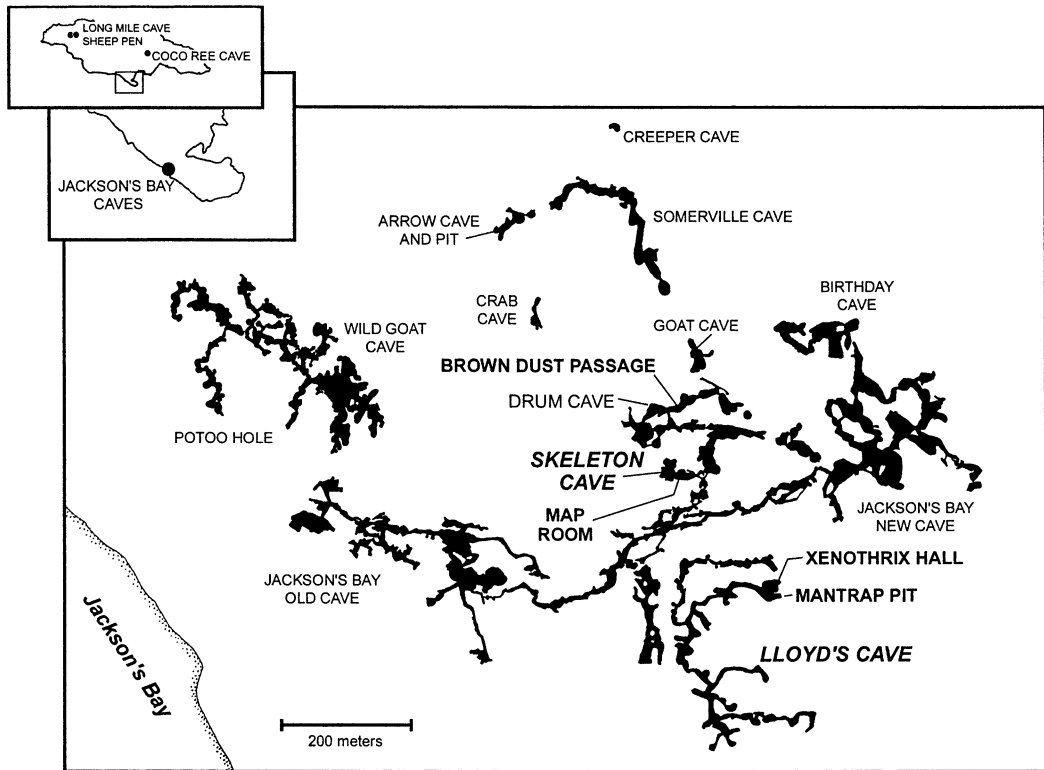 LONG MILE CAVE
SHEEP PEN
COCO REE CAVE
JACKSON'S BAY
CAVES
CREEPER CAVE
ARROW CAVE
AND PIT
SOMERVILLE CAVE
CRAB
CAVE
BIRTHDAY
CAVE
WILD GOAT
CAVE
GOAT CAVE
BROWN DUST PASSAGE
DRUM CAVE
POTOO HOLE
SKELETON
CAVE
MAP
ROOM
JACKSON'S BAY
NEW CAVE
XENOTHRIX HALL
JACKSON'S BAY
OLD CAVE
MANTRAP PIT
Jackson's Bay
LLOYD'S CAVE
200 meters